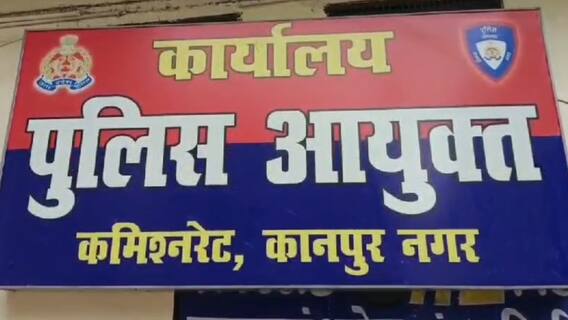 कार्यालय
पुलिस आयुक्त
कमिश्नरेट, कानपुर नगर